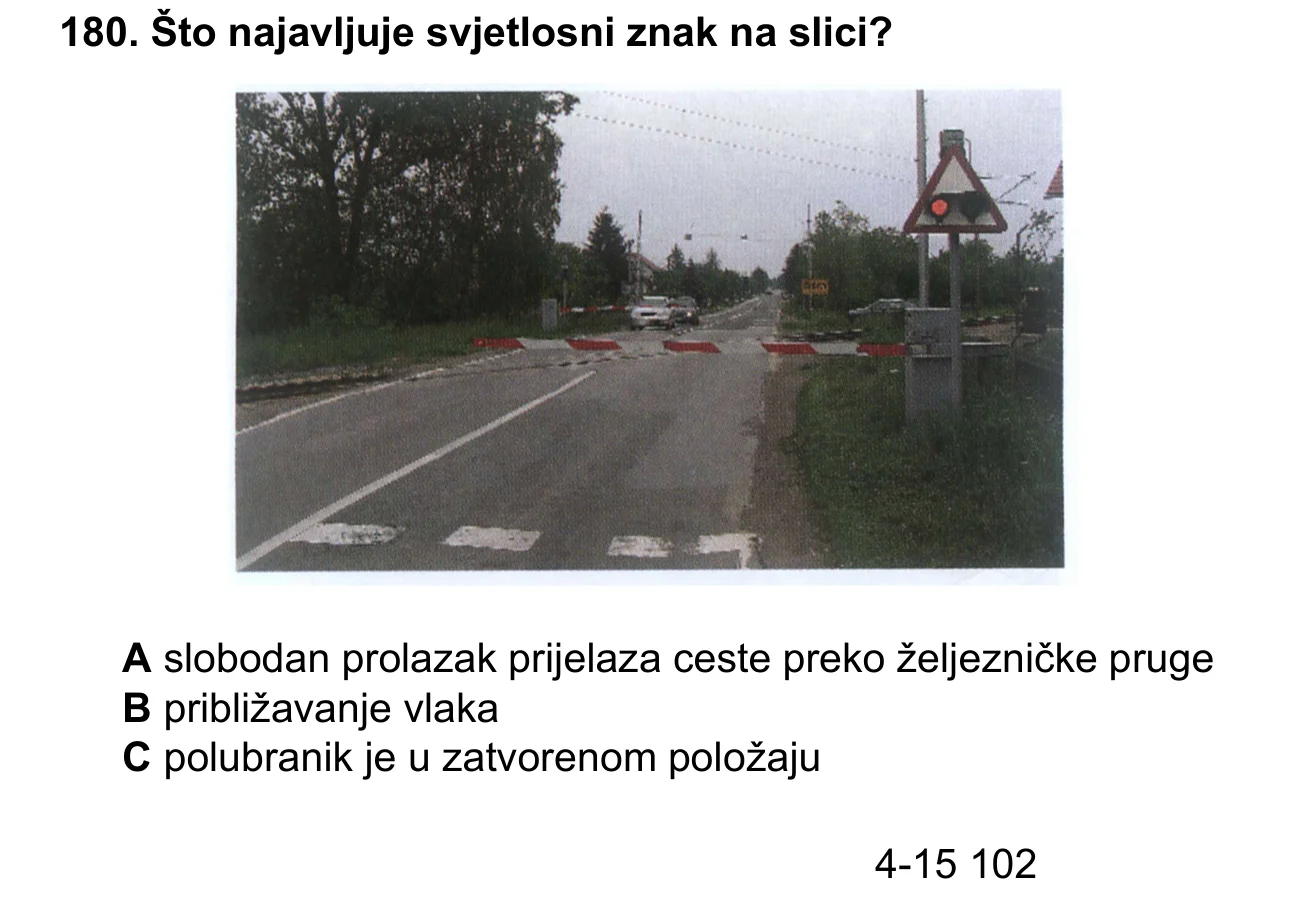 180. Što najavljuje svjetlosni znak na slici?
A slobodan prolazak prijelaza ceste preko željezničke pruge
B približavanje vlaka
C polubranik je u zatvorenom položaju
4-15 102